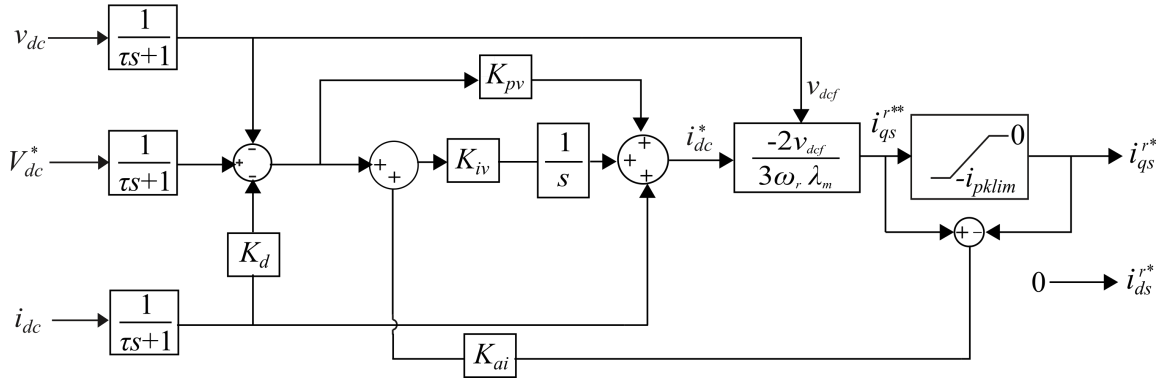 v_dc
1
τs+1
V*_dc
1
τs+1
i_dc
1
τs+1
-
+
-
K_d
K_pv
+
+
K_iv
1
s
+
+
+
i*_dc
v_dcf
-2v_dcf
3ω_r λ_m
i^r**_qs
0
-i_pklim
i^r*_qs
+ -
K_ai
0
i^r*_ds